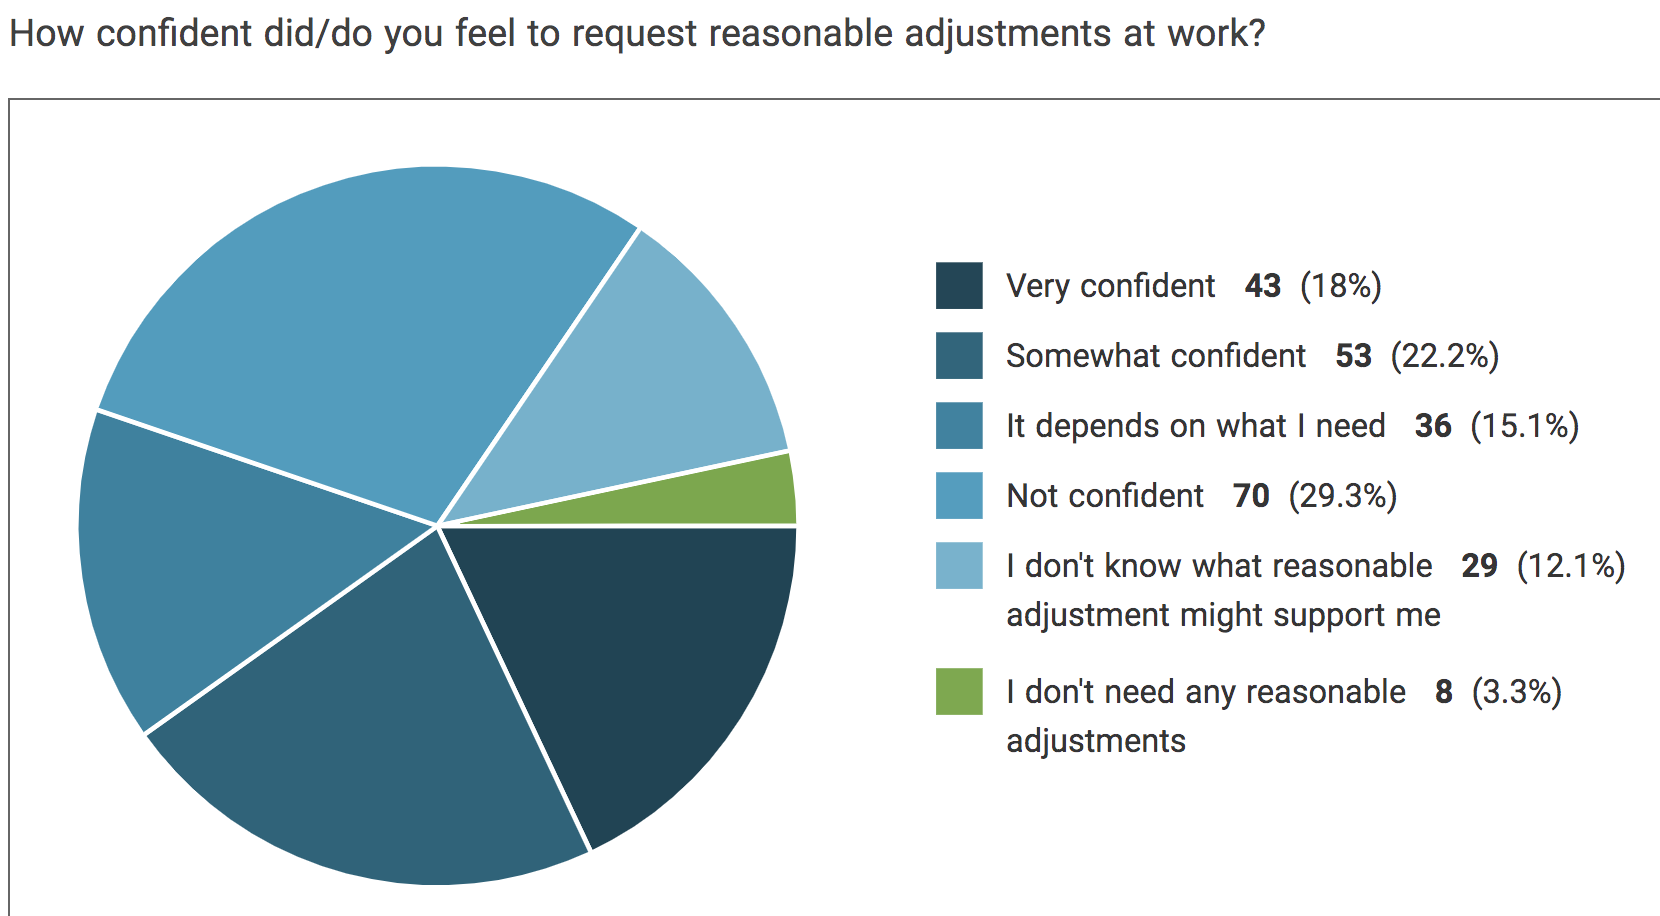 How confident did/do you feel to request reasonable adjustments at work?
Very confident 43 (18%)
Somewhat confident 53 (22.2%)
It depends on what I need 36 (15.1%)
Not confident 70 (29.3%)
I don't know what reasonable 29 (12.1%)
adjustment might support me
I don't need any reasonable 8 (3.3%)
adjustments